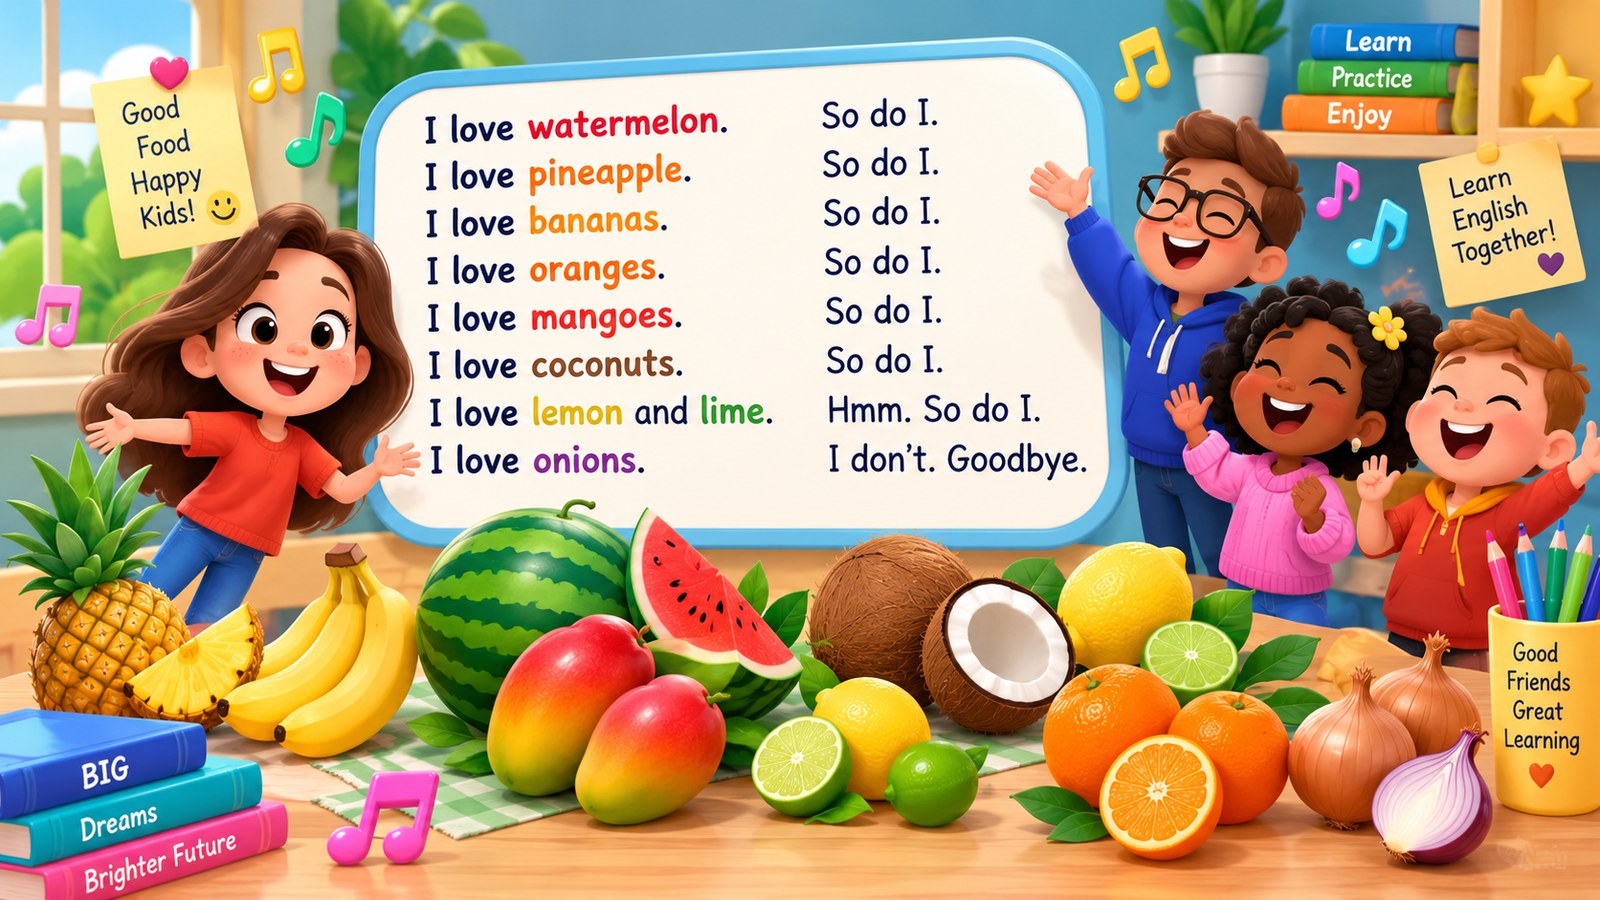 Good
Food
Happy
Kids!
I love watermelon. So do I.
I love pineapple. So do I.
I love bananas. So do I.
I love oranges. So do I.
I love mangoes. So do I.
I love coconuts. So do I.
I love lemon and lime. Hmm. So do I.
I love onions. I don't. Goodbye.
Learn
Practice
Enjoy
Learn
English
Together!
BIG
Dreams
Brighter Future
Good
Friends
Great
Learning